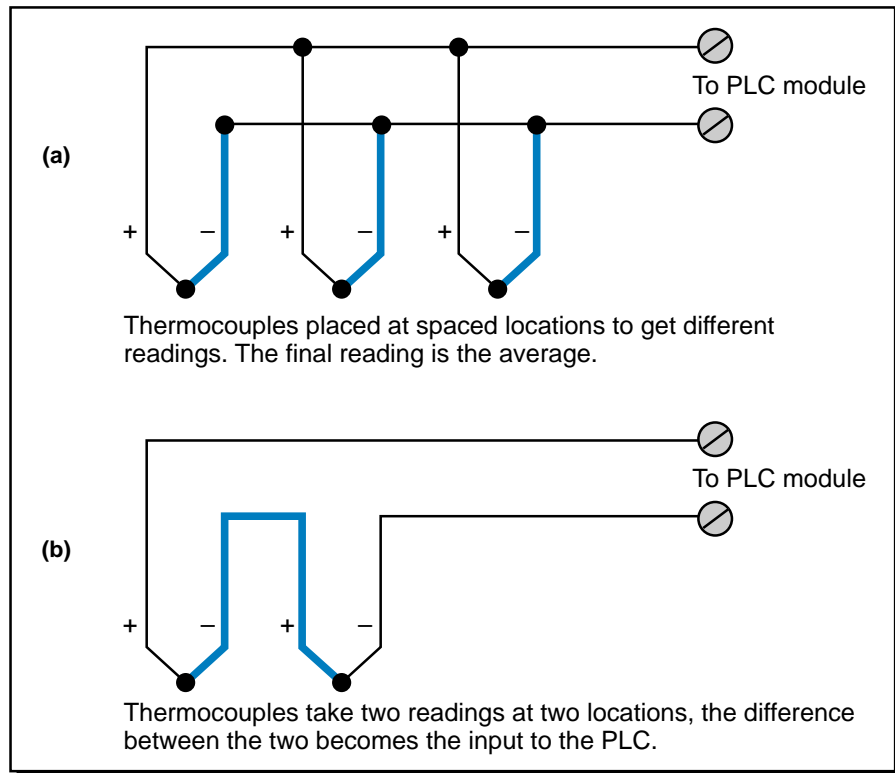 To PLC module
(a)
+ – + – + –
Thermocouples placed at spaced locations to get different
readings. The final reading is the average.
To PLC module
(b)
+ – + –
Thermocouples take two readings at two locations, the difference
between the two becomes the input to the PLC.